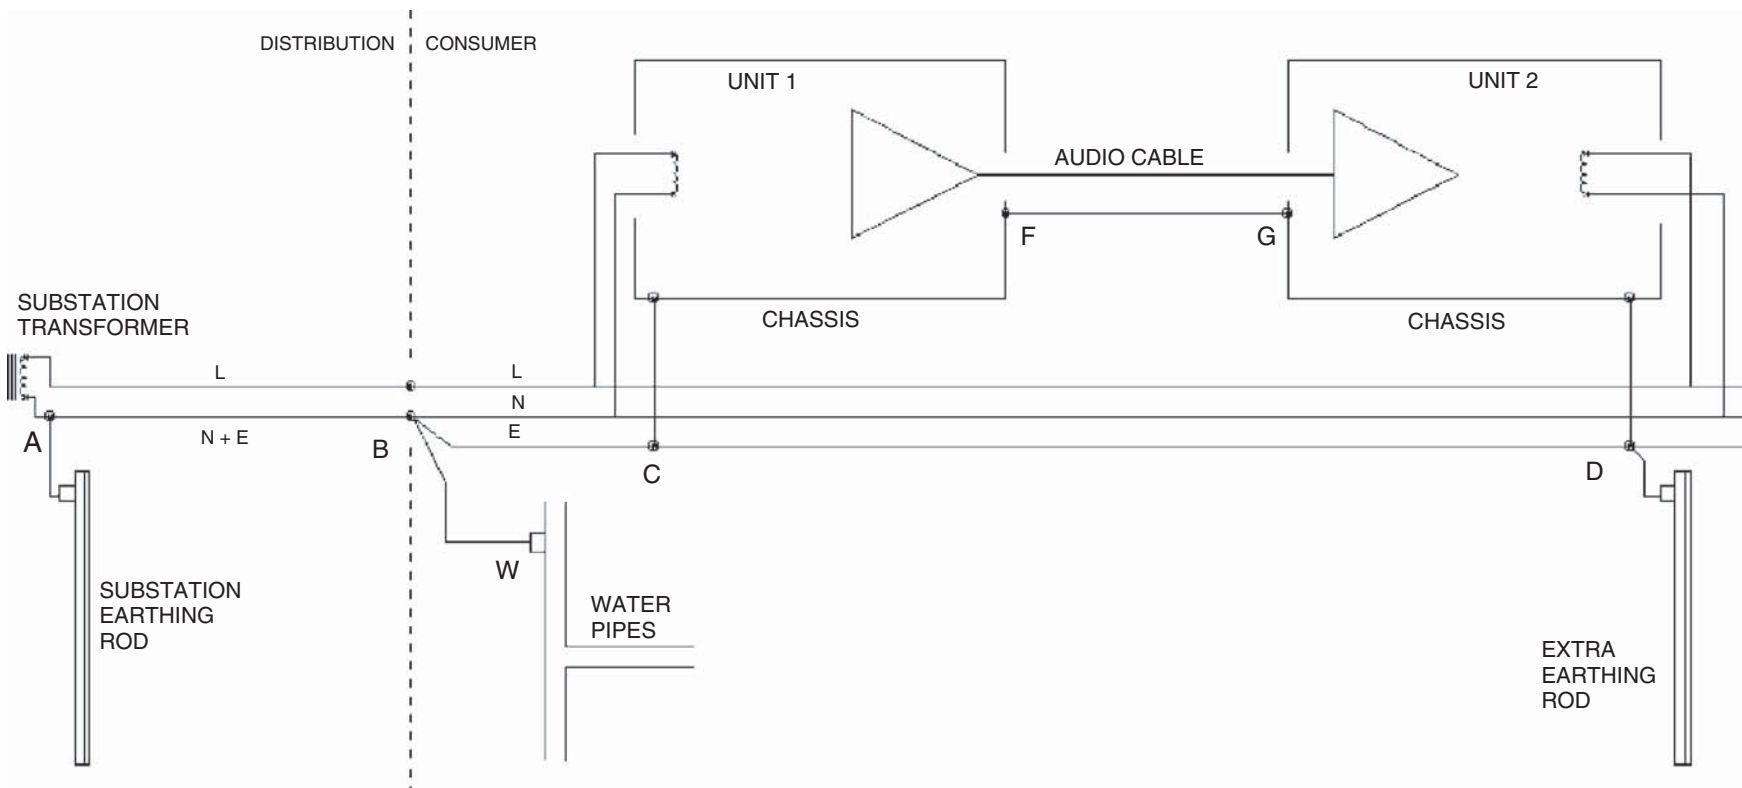 DISTRIBUTION
CONSUMER
UNIT 1
UNIT 2
AUDIO CABLE
F
G
SUBSTATION
TRANSFORMER
CHASSIS
CHASSIS
L
L
N
A
N + E
B
E
C
D
W
SUBSTATION
EARTHING
ROD
WATER
PIPES
EXTRA
EARTHING
ROD